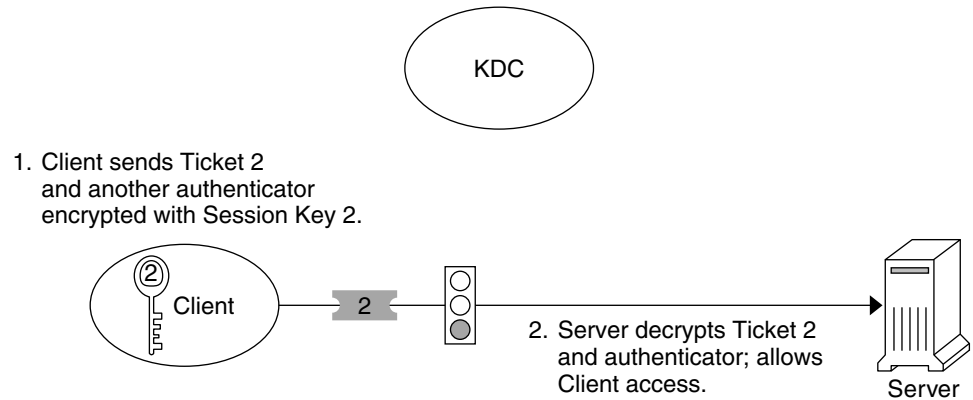 KDC
1. Client sends Ticket 2
and another authenticator
encrypted with Session Key 2.
2
Client
2
2. Server decrypts Ticket 2
and authenticator; allows
Client access.
Server